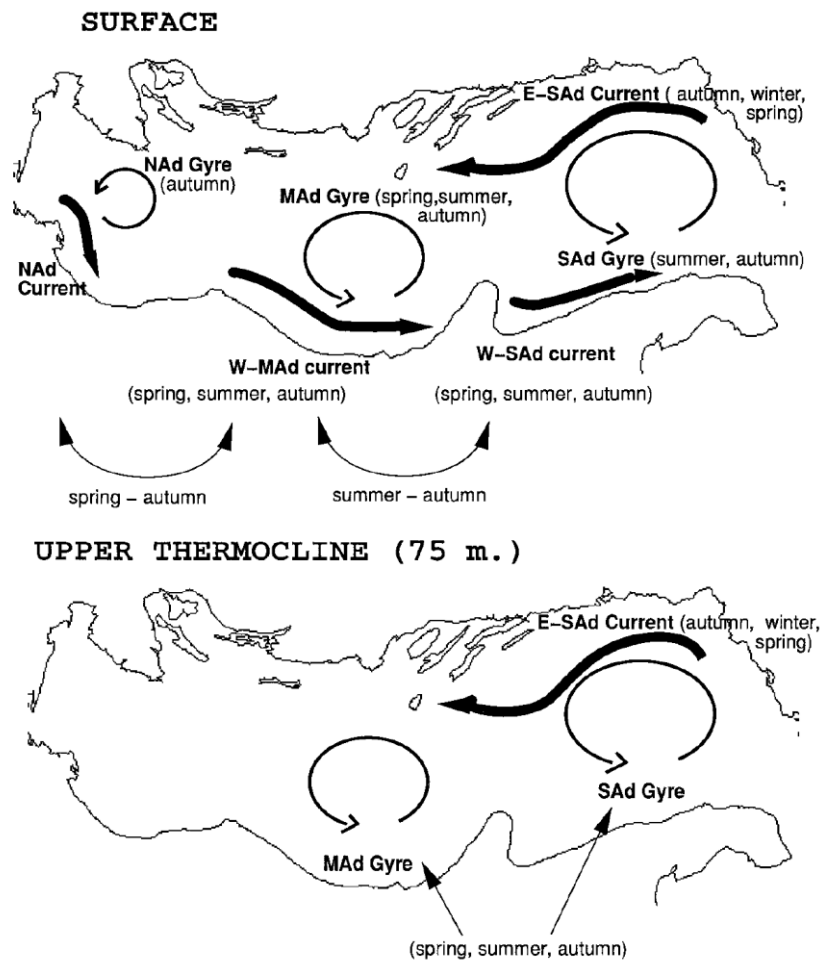 SURFACE
E-SAd Current ( autumn, winter,
spring)
NAd Gyre
(autumn)
MAd Gyre (spring,summer,
autumn)
SAd Gyre (summer, autumn)
NAd
Current
W-MAd current
(spring, summer, autumn)
W-SAd current
(spring, summer, autumn)
spring – autumn
summer – autumn
UPPER THERMOCLINE (75 m.)
E-SAd Current (autumn, winter,
spring)
SAd Gyre
MAd Gyre
(spring, summer, autumn)